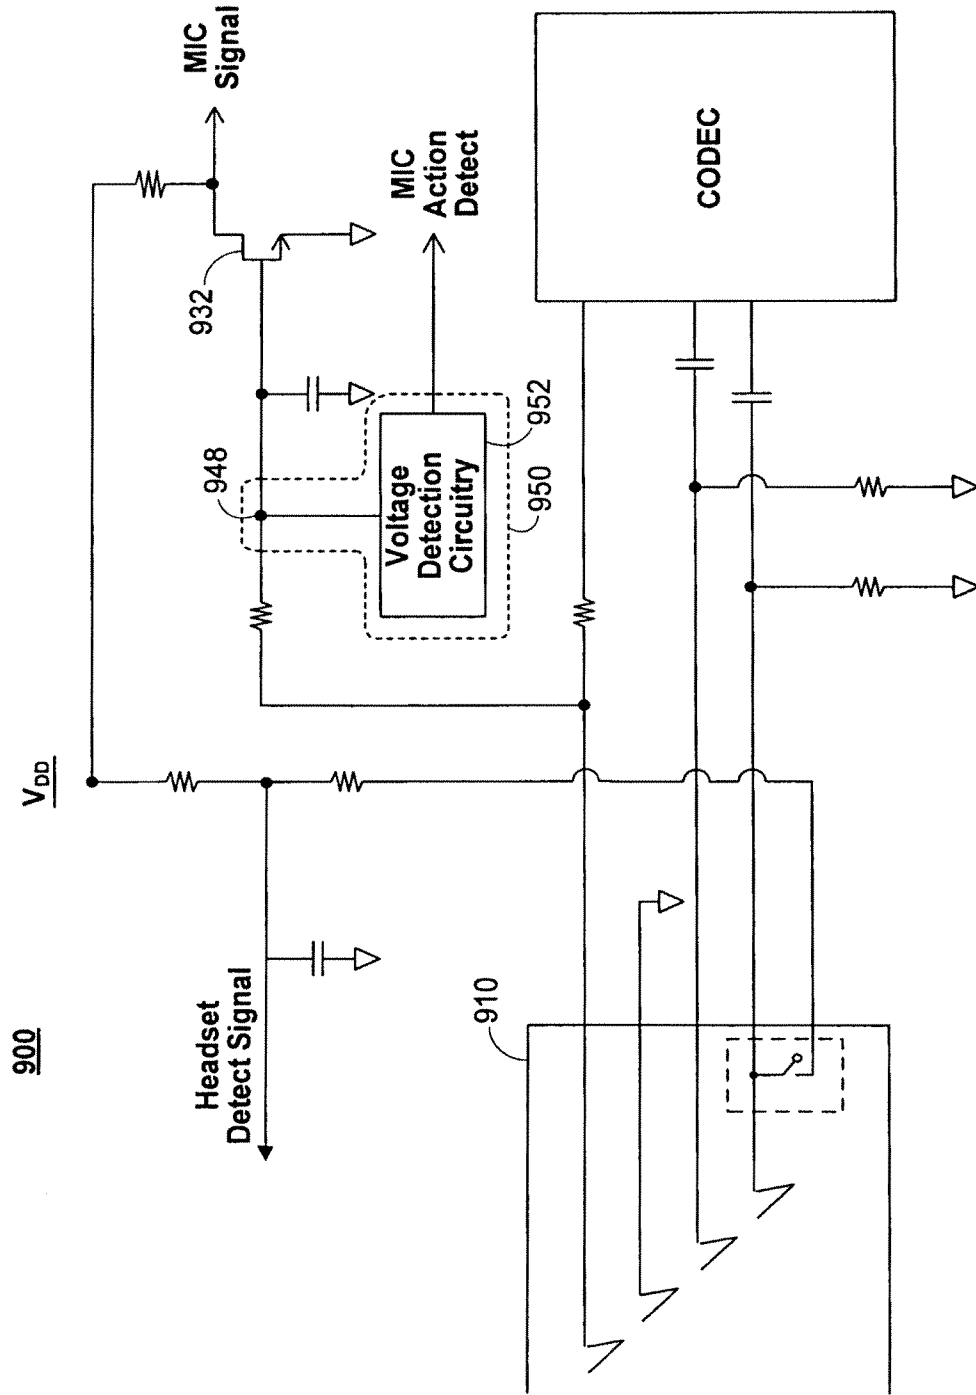 900
V_DD
Headset
Detect Signal
MIC
Signal
932
948
MIC
Action
Detect
Voltage
Detection
Circuitry
952
950
910
CODEC